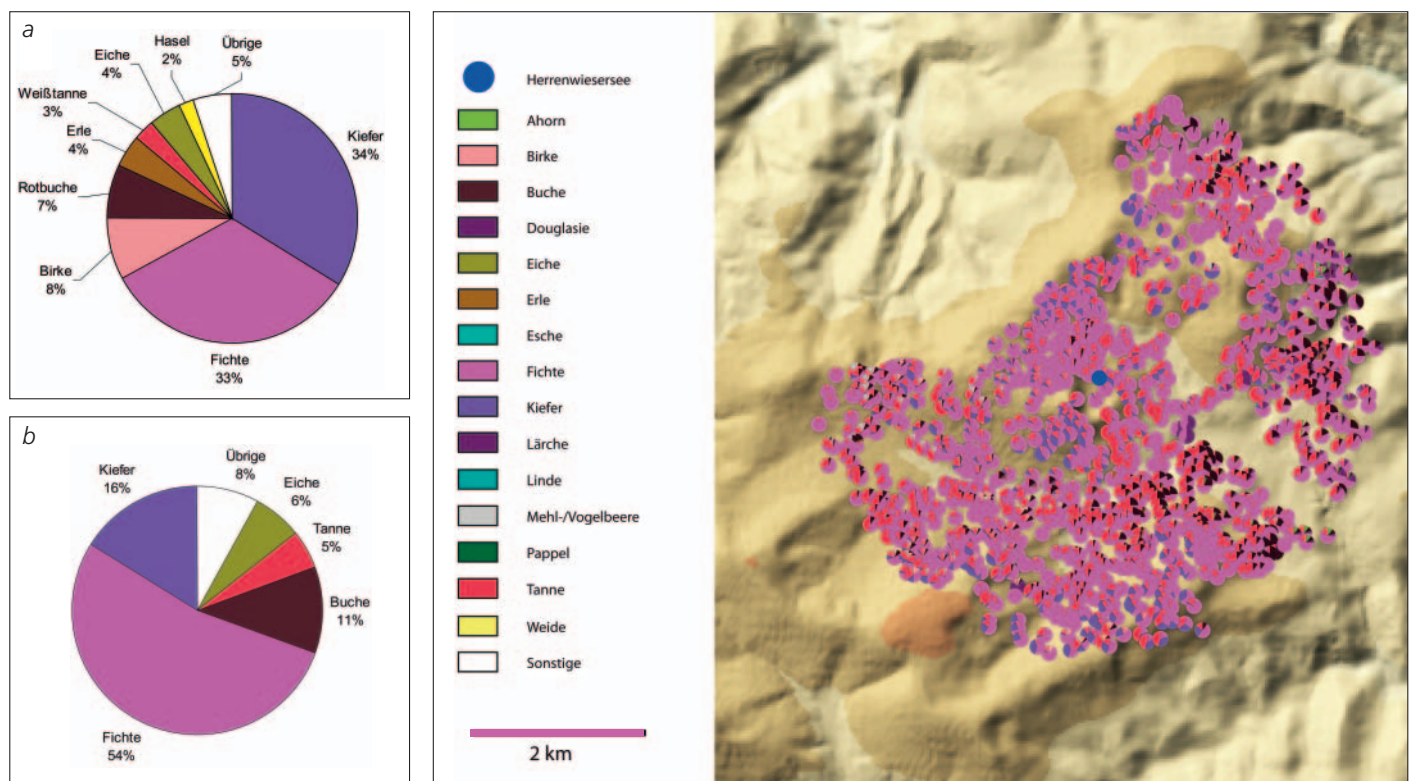 a
Hasel
2%
Übrige
5%
Eiche
4%
Weißtanne
3%
Erle
4%
Rotbuche
7%
Birke
8%
Fichte
33%
Kiefer
34%
b
Kiefer
16%
Übrige
8%
Eiche
6%
Tanne
5%
Buche
11%
Fichte
54%
Herrenwiesersee
Ahorn
Birke
Buche
Douglasie
Eiche
Erle
Esche
Fichte
Kiefer
Lärche
Linde
Mehl-/Vogelbeere
Pappel
Tanne
Weide
Sonstige
2 km